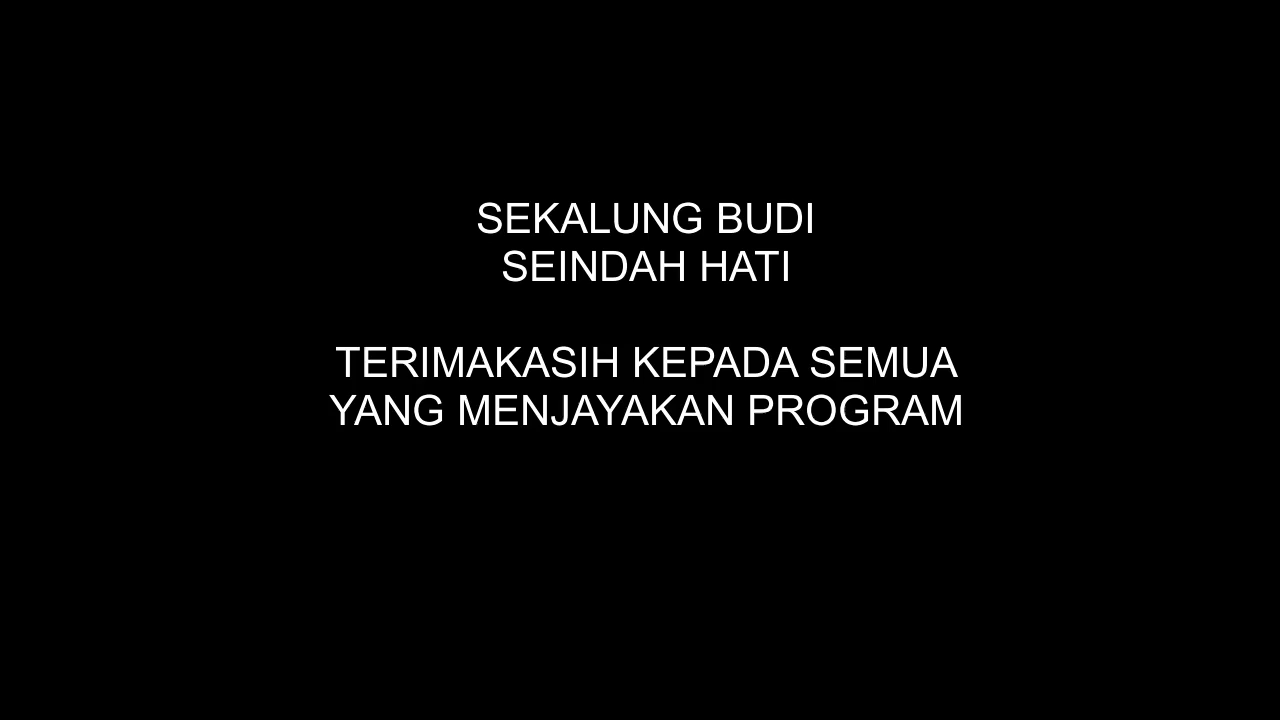 SEKALUNG BUDI
SEINDAH HATI
TERIMAKASIH KEPADA SEMUA
YANG MENJAYAKAN PROGRAM